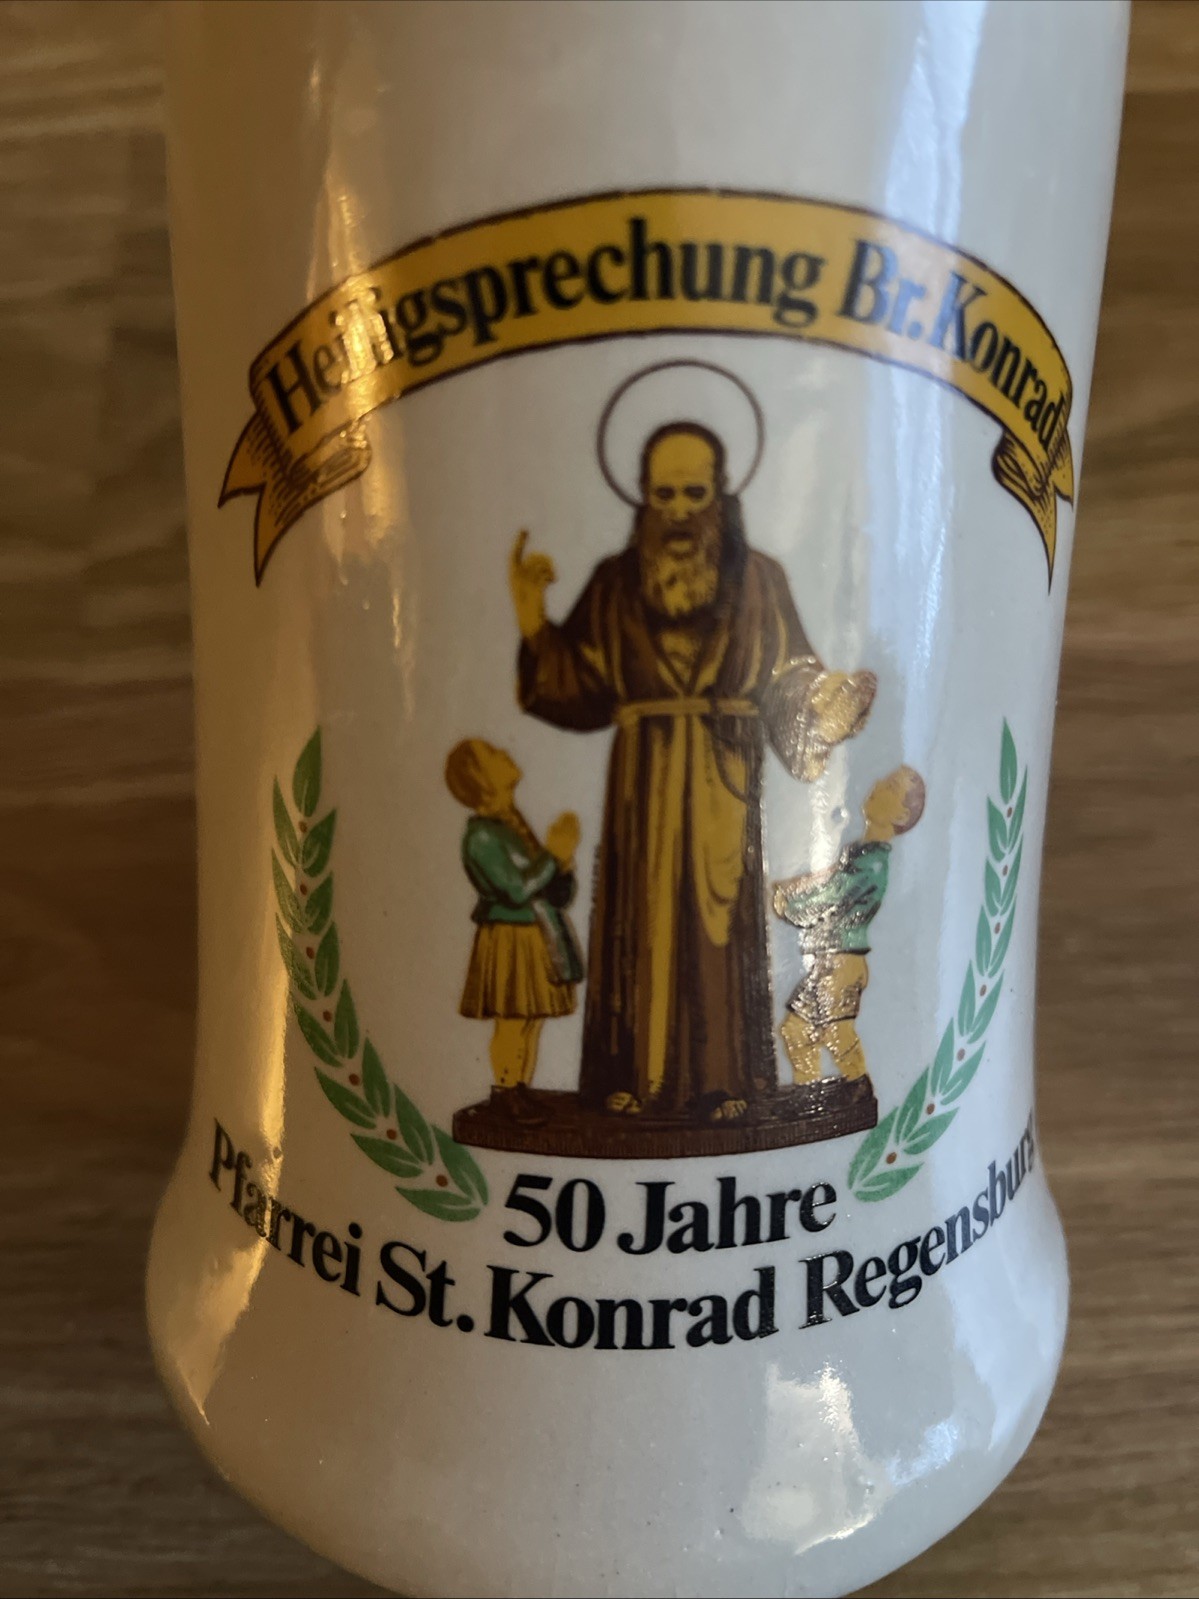 Heiligsprechung Br. Konrad
50 Jahre
Pfarrei St. Konrad Regensburg